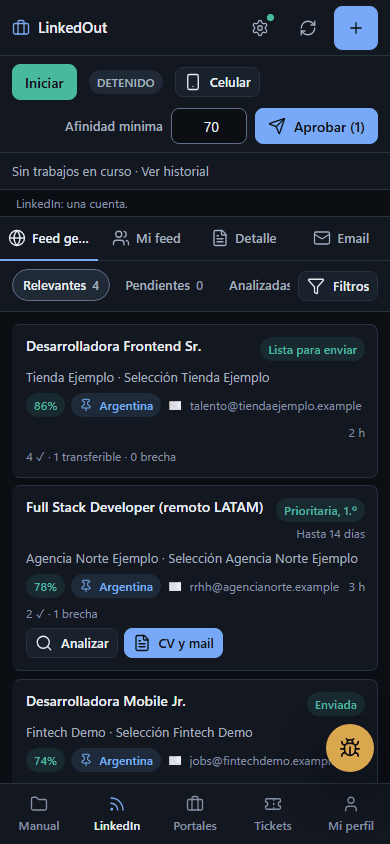 LinkedOut
Iniciar
DETENIDO
Celular
Afinidad mínima
70
Aprobar (1)
Sin trabajos en curso · Ver historial
LinkedIn: una cuenta.
Feed ge...
Mi feed
Detalle
Email
Relevantes 4
Pendientes 0
Analizadas
Filtros
Desarrolladora Frontend Sr.
Lista para enviar
Tienda Ejemplo · Selección Tienda Ejemplo
86%
Argentina
talento@tiendaejemplo.example
2 h
4 ✓ · 1 transferible · 0 brecha
Full Stack Developer (remoto LATAM)
Prioritaria, 1.º
Hasta 14 días
Agencia Norte Ejemplo · Selección Agencia Norte Ejemplo
78%
Argentina
rrhh@agencianorte.example
3 h
2 ✓ · 1 brecha
Analizar
CV y mail
Desarrolladora Mobile Jr.
Enviada
Fintech Demo · Selección Fintech Demo
74%
Argentina
jobs@fintechdemo.examp
Manual
LinkedIn
Portales
Tickets
Mi perfil